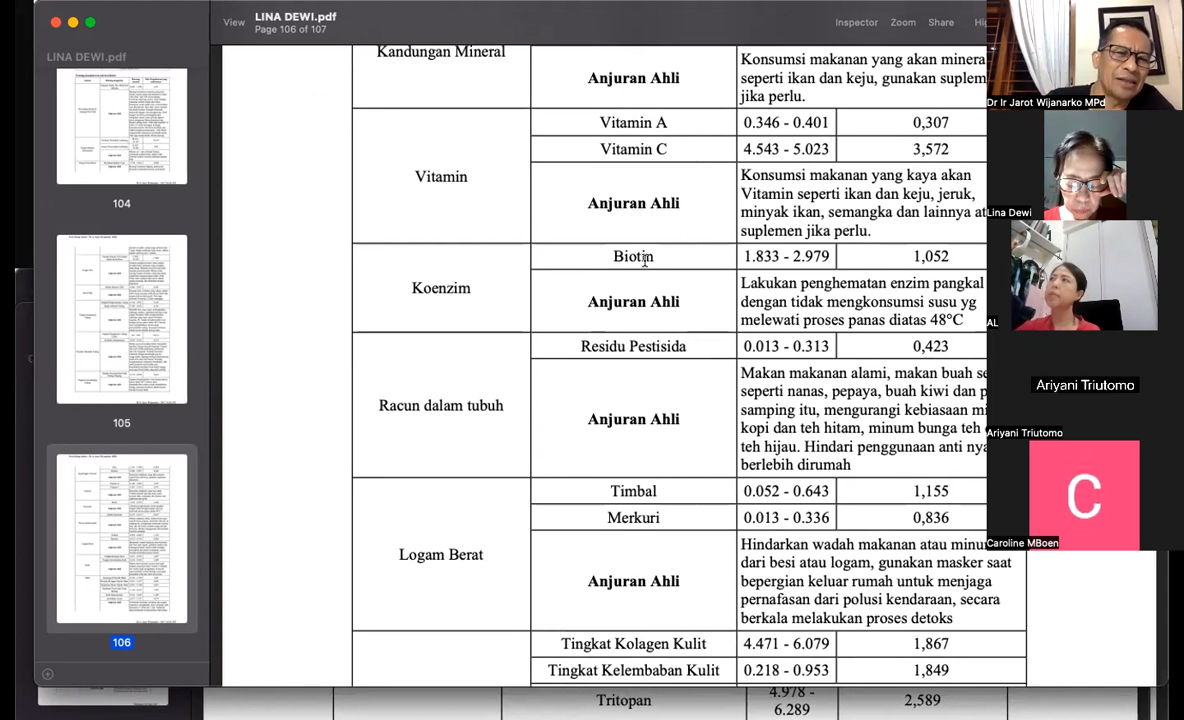 LINA DEWI.pdf
Page 106 of 107
View
Inspector
Zoom
Share
LINA DEWI.pdf
104
105
106
Kandungan Mineral
Anjuran Ahli
Konsumsi makanan yang akan minera
seperti ikan dan keju, gunakan suplem
jika perlu.
Vitamin
Vitamin A 0.346 - 0.401 0,307
Vitamin C 4.543 - 5.023 3,572
Anjuran Ahli
Konsumsi makanan yang kaya akan
Vitamin seperti ikan dan keju, jeruk,
minyak ikan, semangka dan lainnya at
suplemen jika perlu.
Koenzim
Biotin 1.833 - 2.979 1,052
Anjuran Ahli
Lakukan penghematan enzim pangkal
dengan tidak mengkonsumsi susu yg
melewati proses panas diatas 48°C
Racun dalam tubuh
Residu Pestisida 0.013 - 0.313 0,423
Anjuran Ahli
Makan makanan alami, makan buah se
seperti nanas, pepaya, buah kiwi dan p
samping itu, mengurangi kebiasaan mi
kopi dan teh hitam, minum bunga teh
teh hijau. Hindari penggunaan anti nya
berlebih dirumah
Logam Berat
Timbal 0.052 - 0.643 1,155
Merkuri 0.013 - 0.336 0,836
Anjuran Ahli
Hindarkan wadah makanan dan minum
dari besi atau logam, gunakan masker saat
bepergian keluar rumah untuk menjaga
pernafasan dari polusi kendaraan, secara
berkala melakukan proses detoks
Tingkat Kolagen Kulit 4.471 - 6.079 1,867
Tingkat Kelembaban Kulit 0.218 - 0.953 1,849
Tritopan 4.978 -
6.289 2,589
Dr Ir Jarot Wijanarko MPd
Lina Dewi
AL
Ariyani Triutomo
Ariyani Triutomo
C
Caroline MBoen